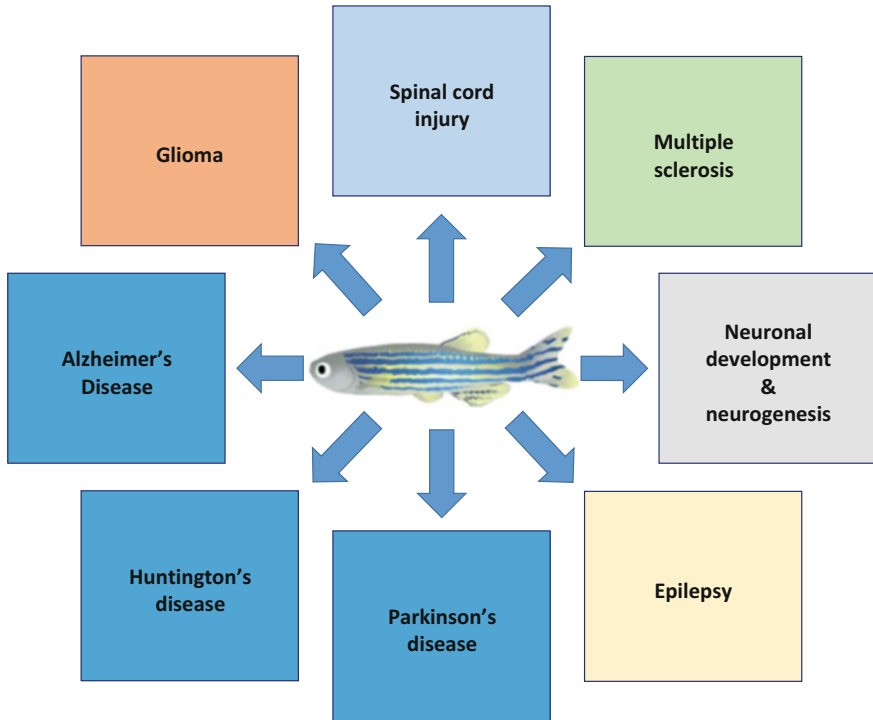 Spinal cord
injury
Glioma
Multiple
sclerosis
Alzheimer's
Disease
Neuronal
development
&
neurogenesis
Huntington's
disease
Parkinson's
disease
Epilepsy